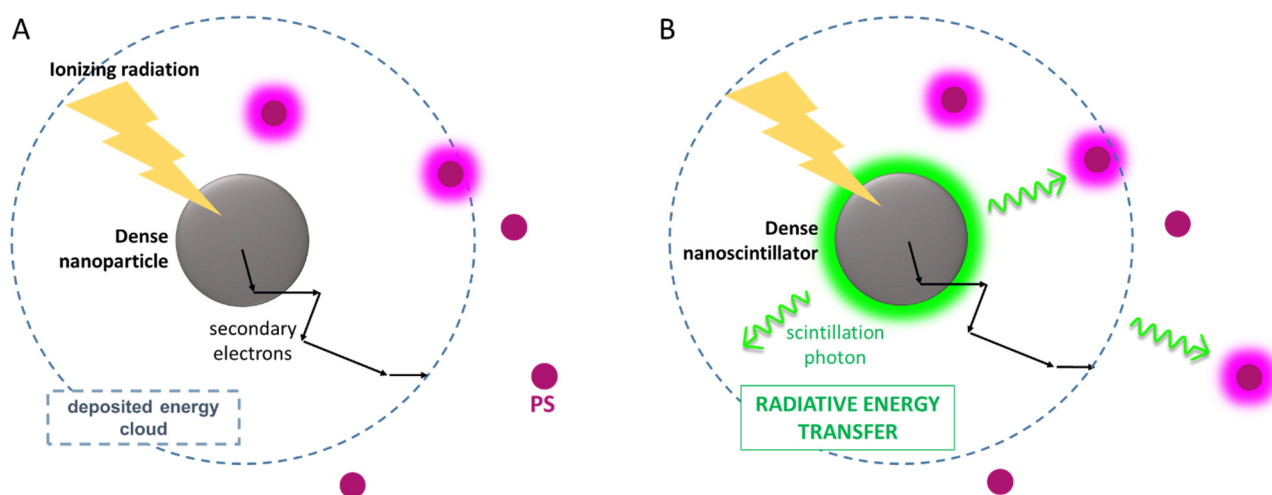 A
Ionizing radiation
Dense
nanoparticle
secondary
electrons
deposited energy
cloud
PS
B
Dense
nanoscintillator
scintillation
photon
RADIATIVE ENERGY
TRANSFER